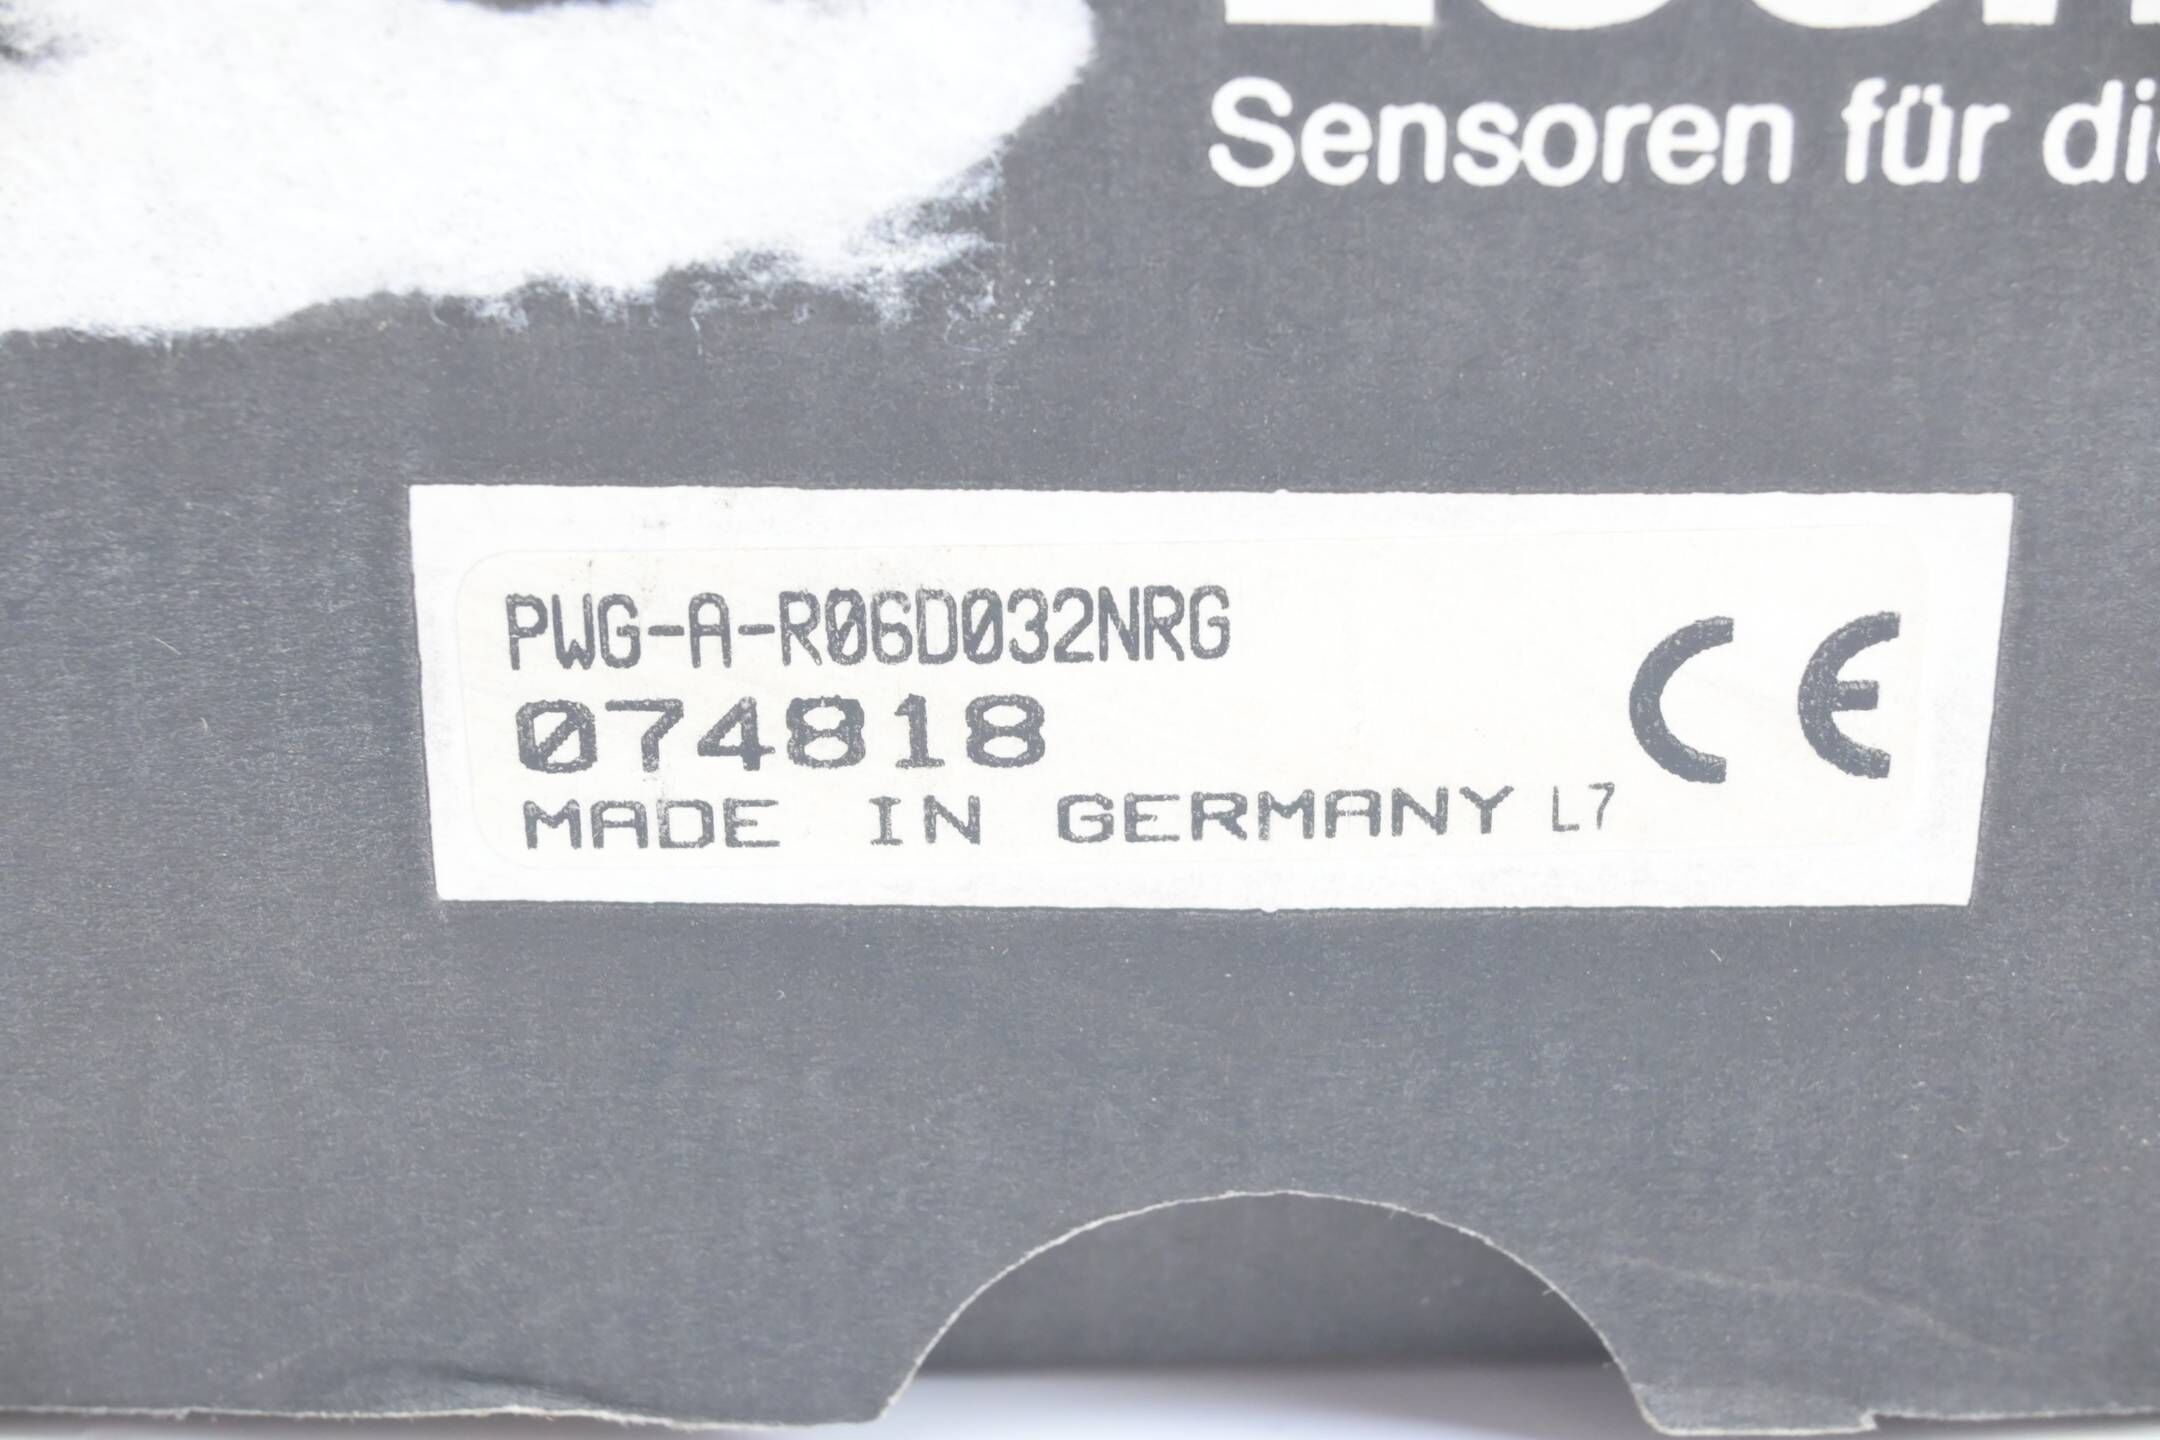 Sensoren für di
PWG-A-R06D032NRG
074818
MADE IN GERMANY L7
CE